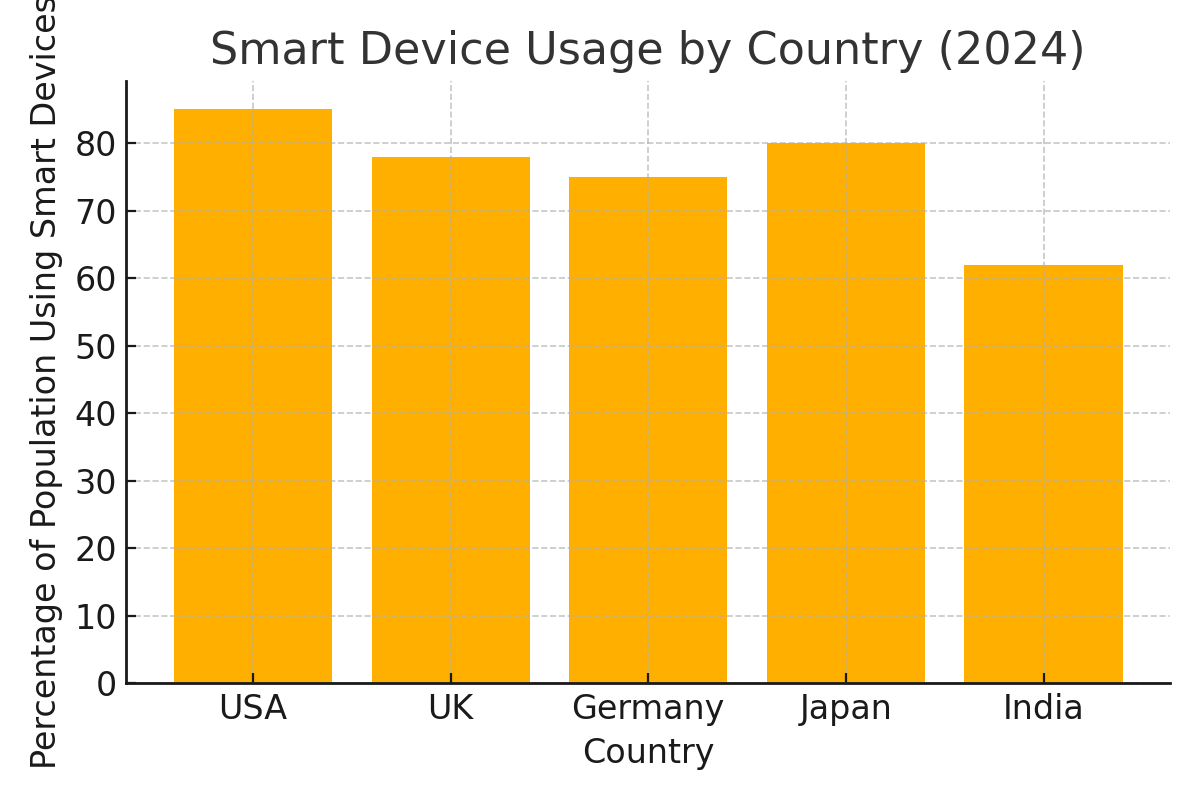 Smart Device Usage by Country (2024)
Percentage of Population Using Smart Devices
80
70
60
50
40
30
20
10
0
USA UK Germany Japan India
Country